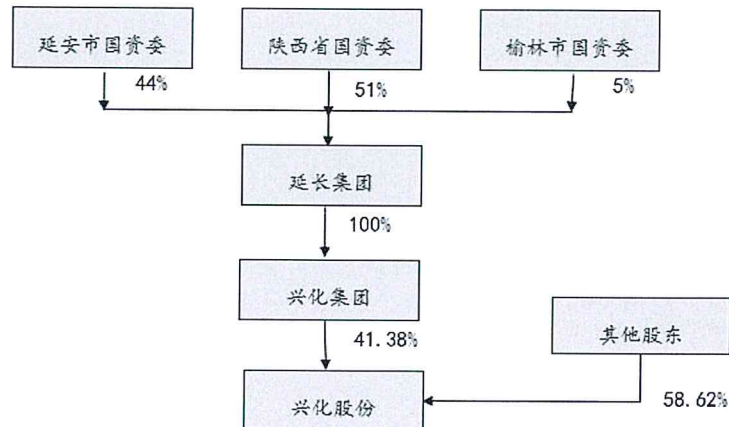 延安市国资委
陕西省国资委
榆林市国资委
44%
51%
5%
延长集团
100%
兴化集团
其他股东
41.38%
兴化股份
58.62%